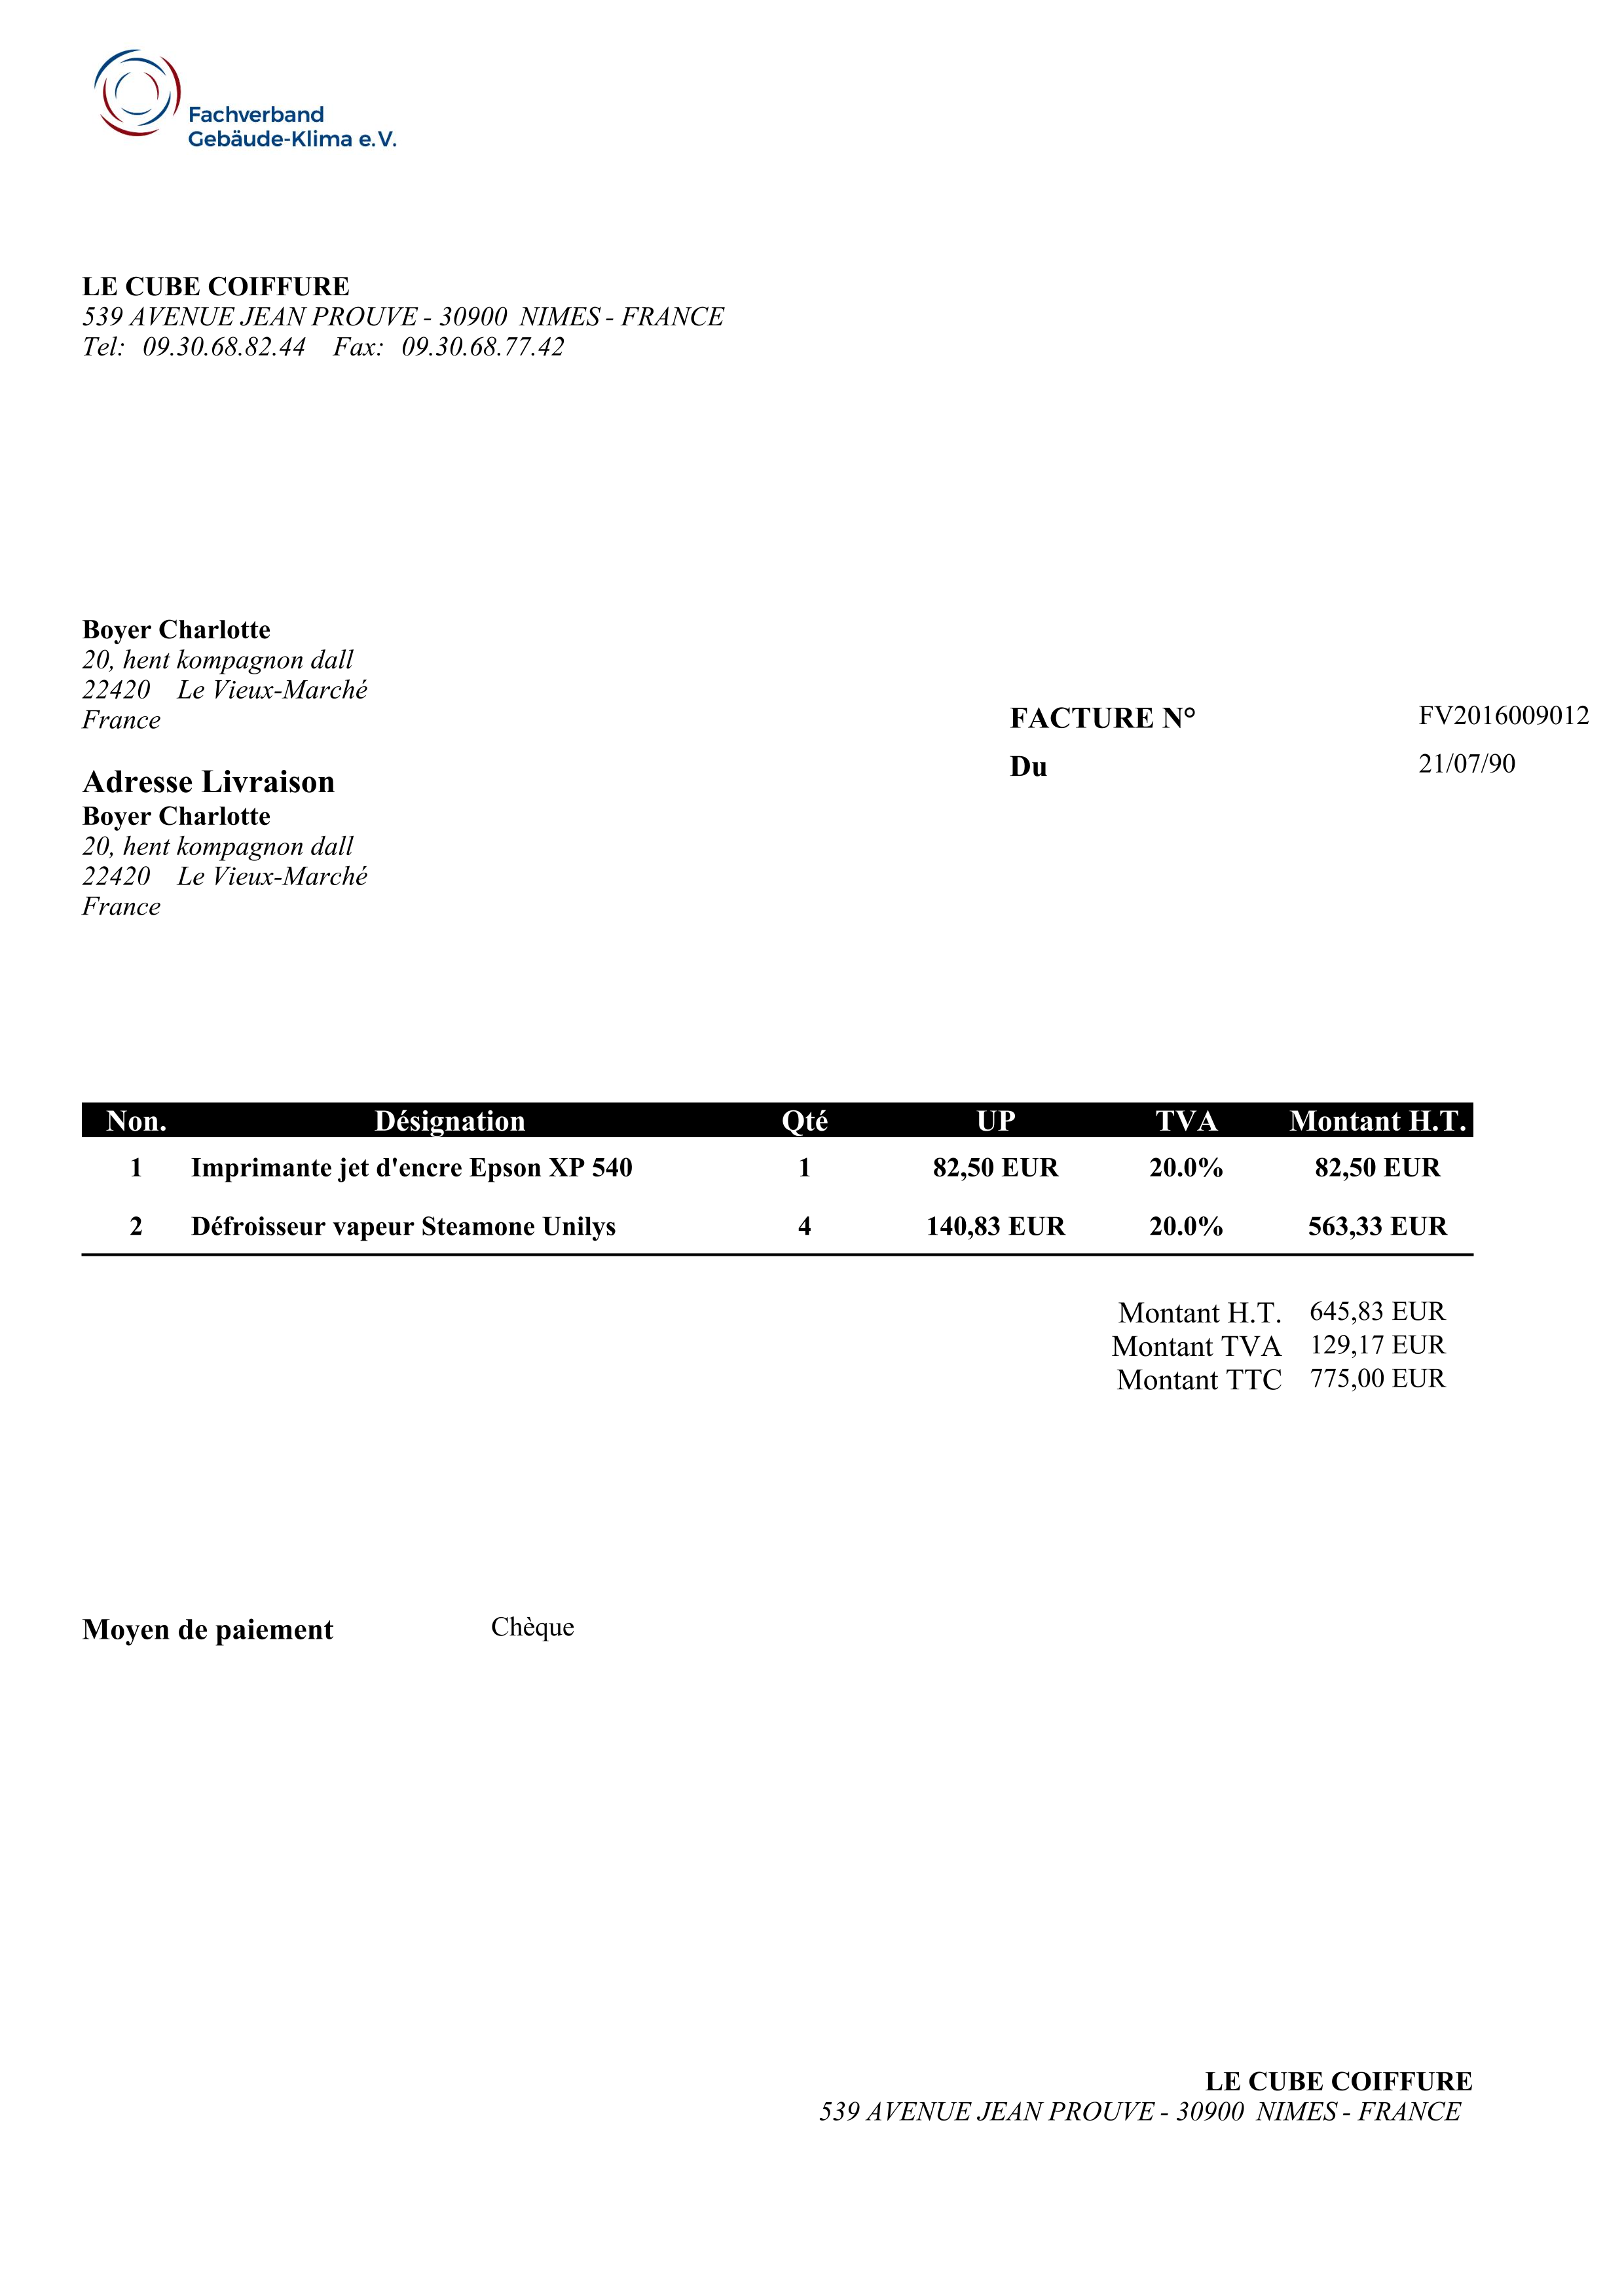 Fachverband
Gebäude-Klima e.V.
LE CUBE COIFFURE
539 AVENUE JEAN PROUVE - 30900 NIMES - FRANCE
Tel: 09.30.68.82.44 Fax: 09.30.68.77.42
Boyer Charlotte
20, hent kompagnon dall
22420 Le Vieux-Marché
France
FACTURE N° FV2016009012
Du 21/07/90
Adresse Livraison
Boyer Charlotte
20, hent kompagnon dall
22420 Le Vieux-Marché
France
Non. Désignation Qté UP TVA Montant H.T.
1 Imprimante jet d'encre Epson XP 540 1 82,50 EUR 20.0% 82,50 EUR
2 Défroisseur vapeur Steamone Unilys 4 140,83 EUR 20.0% 563,33 EUR
Montant H.T. 645,83 EUR
Montant TVA 129,17 EUR
Montant TTC 775,00 EUR
Moyen de paiement Chèque
LE CUBE COIFFURE
539 AVENUE JEAN PROUVE - 30900 NIMES - FRANCE